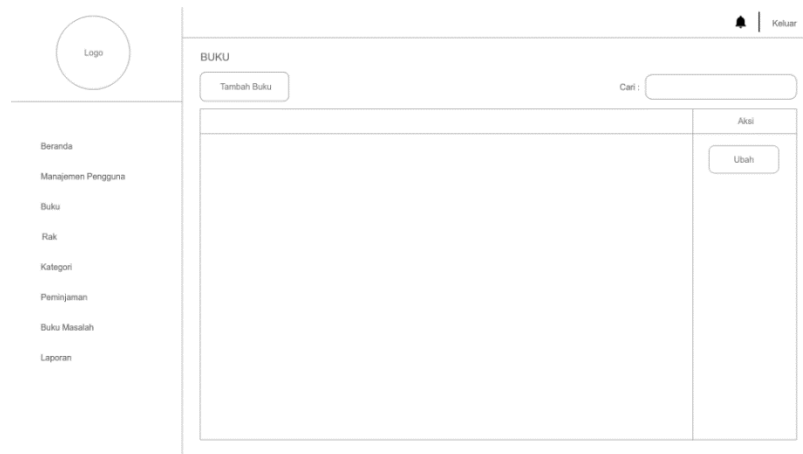 Logo
Keluar
BUKU
Tambah Buku
Cari :
Aksi
Ubah
Beranda
Manajemen Pengguna
Buku
Rak
Kategori
Peminjaman
Buku Masalah
Laporan